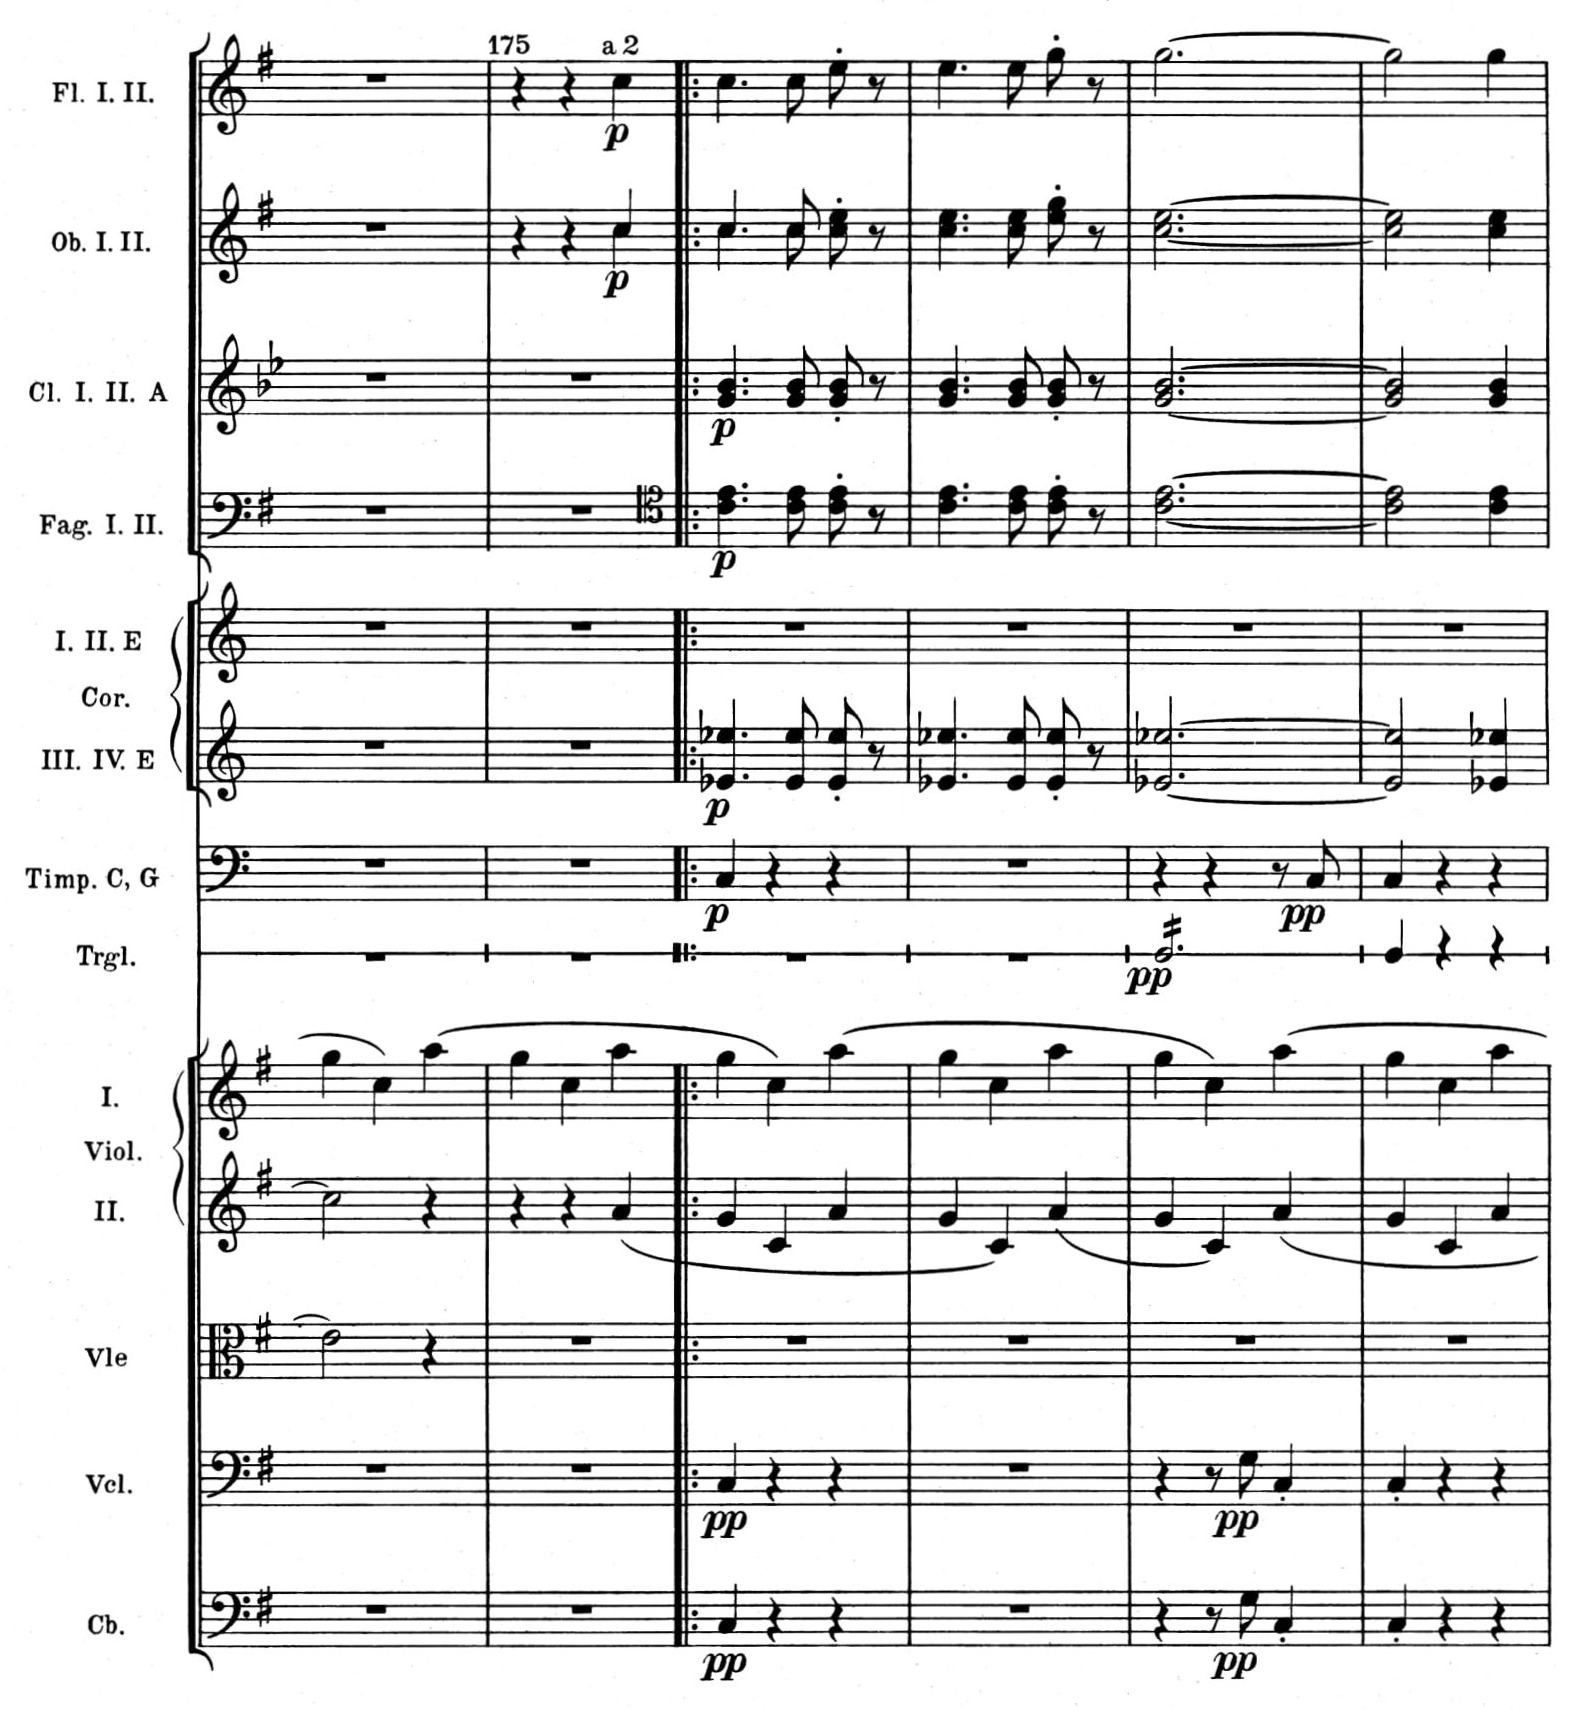 175 a 2
Fl. I. II.
p
Ob. I. II.
p
Cl. I. II. A
p
Fag. I. II.
p
I. II. E
Cor.
III. IV. E
p
Timp. C, G
p pp
Trgl.
pp
I.
Viol.
II.
Vle
Vcl.
pp pp
Cb.
pp pp